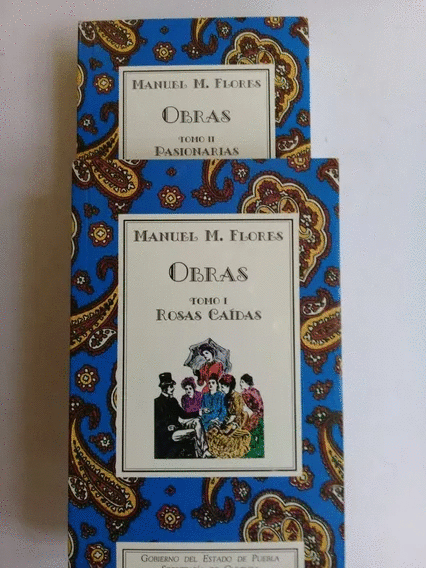 Manuel M. Flores
Obras
Tomo II
Pasionarias
Manuel M. Flores
Obras
Tomo I
Rosas Caídas
Gobierno del Estado de Puebla